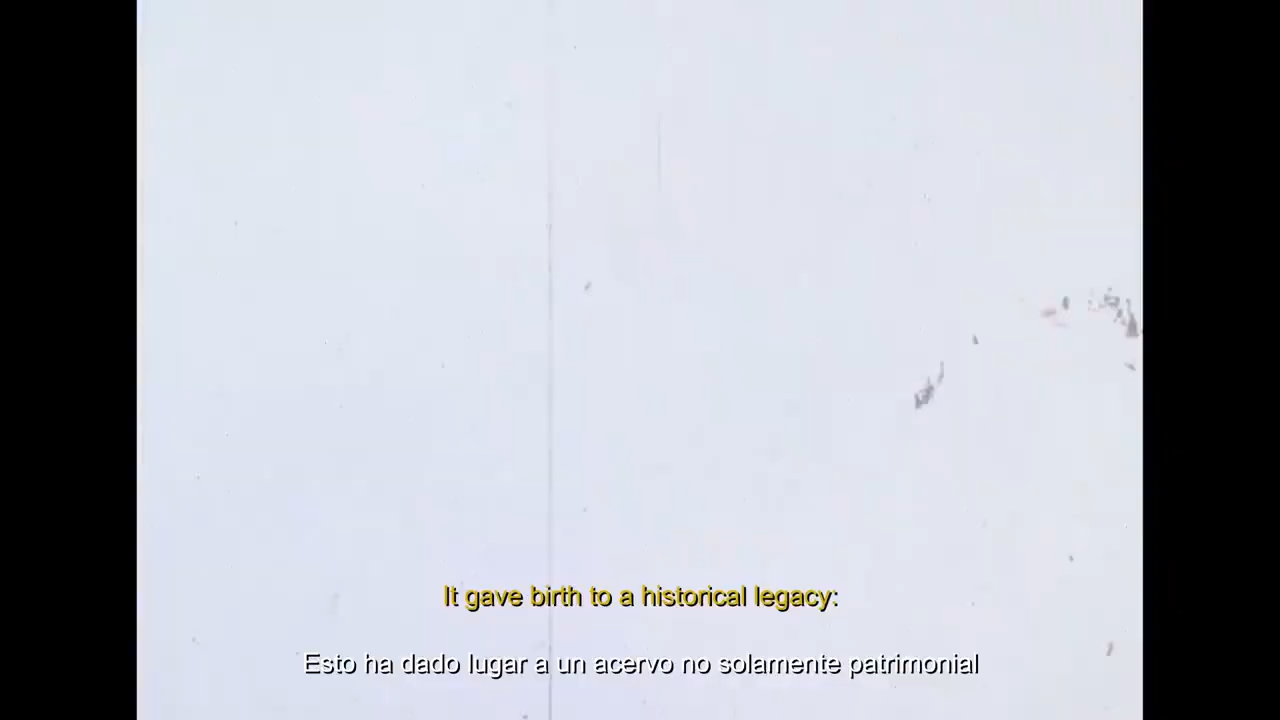 It gave birth to a historical legacy:
Esto ha dado lugar a un acervo no solamente patrimonial